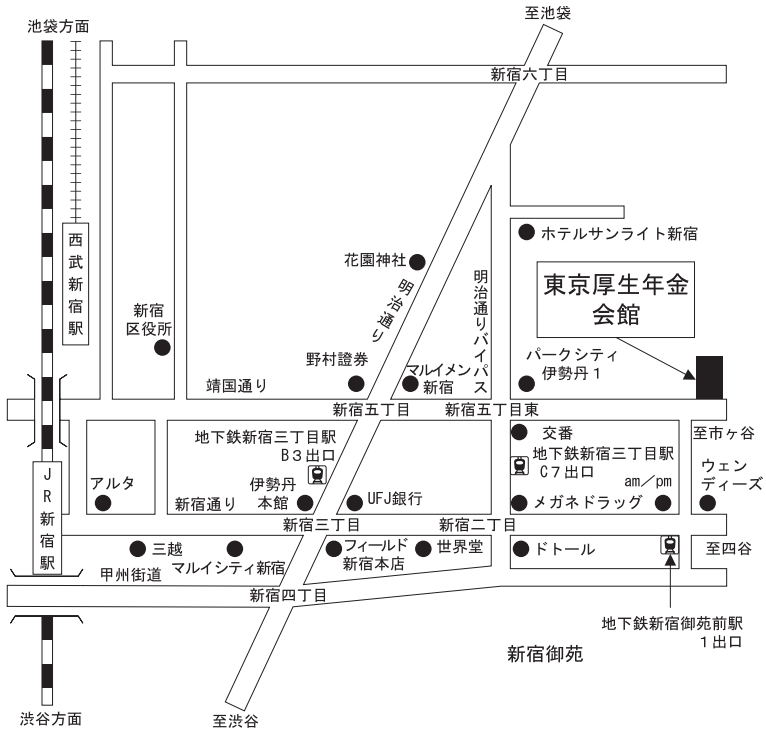 至池袋
池袋方面
新宿六丁目
西武新宿駅
ホテルサンライト新宿
花園神社
明治通り
明治通りバイパス
東京厚生年金
会館
新宿
区役所
野村證券
マルイメン
新宿
パークシティ
伊勢丹1
靖国通り
新宿五丁目
新宿五丁目東
地下鉄新宿三丁目駅
B3出口
交番
至市ヶ谷
地下鉄新宿三丁目駅
C7出口
JR新宿駅
アルタ
伊勢丹
本館
UFJ銀行
am/pm
メガネドラッグ
ウェン
ディーズ
新宿通り
新宿三丁目
新宿二丁目
三越
マルイシティ新宿
フィールド
新宿本店
世界堂
ドトール
至四谷
甲州街道
新宿四丁目
地下鉄新宿御苑前駅
1出口
新宿御苑
渋谷方面
至渋谷